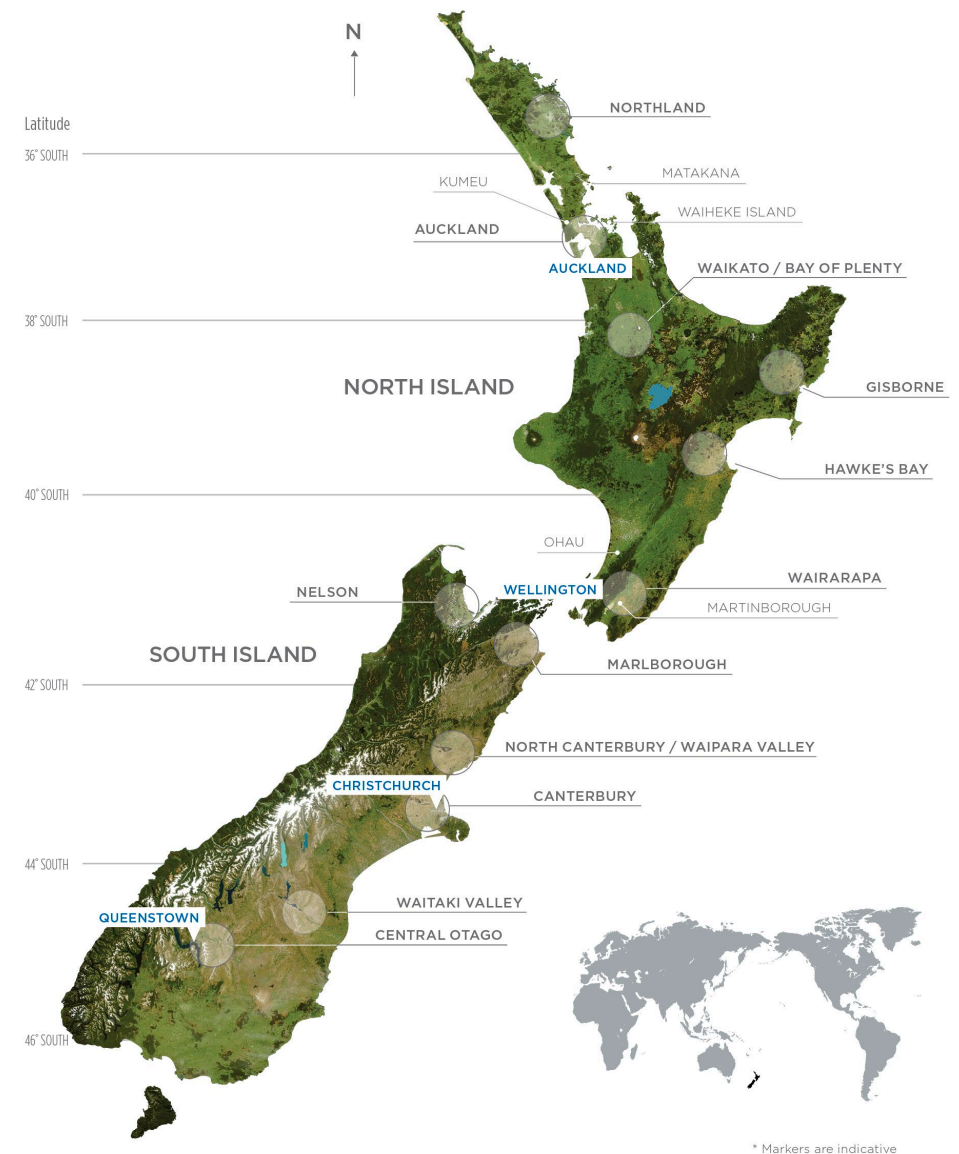 N
NORTHLAND
Latitude
36° SOUTH
MATAKANA
KUMEU
WAIHEKE ISLAND
AUCKLAND
AUCKLAND
WAIKATO / BAY OF PLENTY
38° SOUTH
NORTH ISLAND
GISBORNE
HAWKE'S BAY
40° SOUTH
OHAU
WAIRARAPA
NELSON
WELLINGTON
MARTINBOROUGH
SOUTH ISLAND
MARLBOROUGH
42° SOUTH
NORTH CANTERBURY / WAIPARA VALLEY
CHRISTCHURCH
CANTERBURY
44° SOUTH
WAITAKI VALLEY
QUEENSTOWN
CENTRAL OTAGO
46° SOUTH
* Markers are indicative